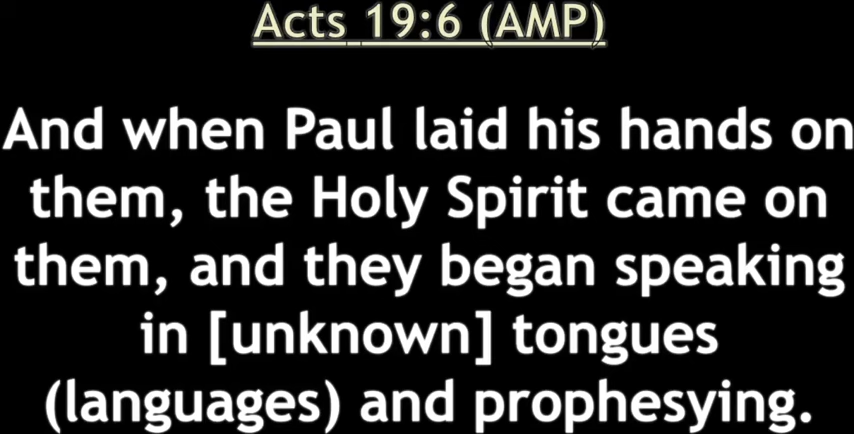 Acts 19:6 (AMP)
And when Paul laid his hands on
them, the Holy Spirit came on
them, and they began speaking
in [unknown] tongues
(languages) and prophesying.